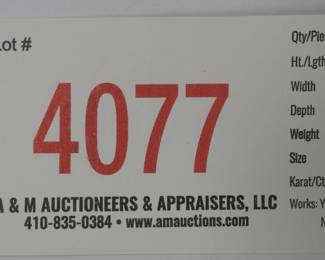 Lot #
4077
A & M AUCTIONEERS & APPRAISERS, LLC
410-835-0384 • www.amauctions.com
Qty/Pie
Ht./Lgth
Width
Depth
Weight
Size
Karat/Ct
Works: Y
N